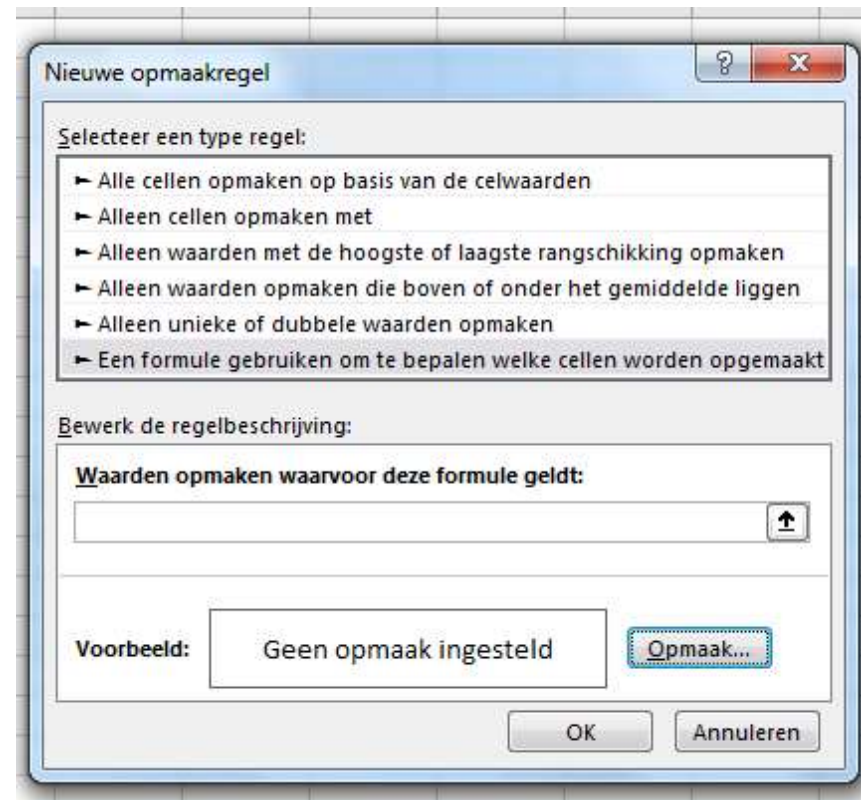 Nieuwe opmaakregel
?
Selecteer een type regel:
► Alle cellen opmaken op basis van de celwaarden
► Alleen cellen opmaken met
► Alleen waarden met de hoogste of laagste rangschikking opmaken
► Alleen waarden opmaken die boven of onder het gemiddelde liggen
► Alleen unieke of dubbele waarden opmaken
► Een formule gebruiken om te bepalen welke cellen worden opgemaakt
Bewerk de regelbeschrijving:
Waarden opmaken waarvoor deze formule geldt:
Voorbeeld:
Geen opmaak ingesteld
Opmaak...
OK
Annuleren